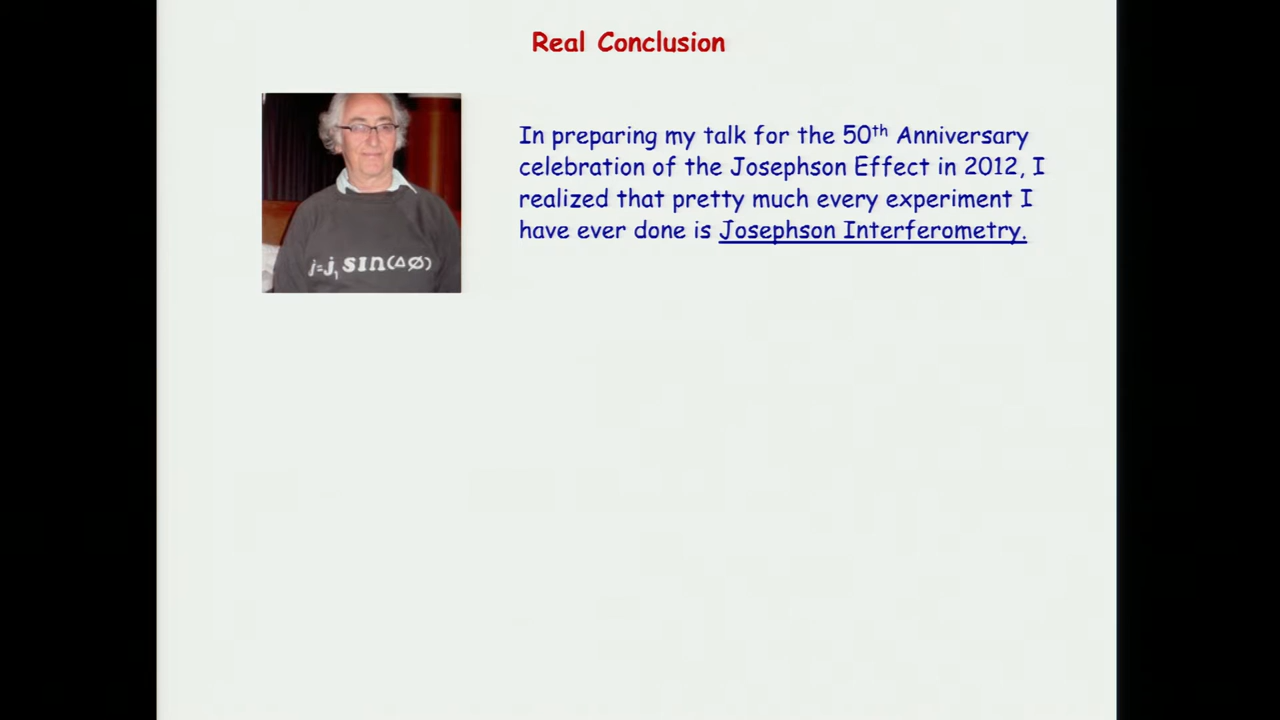 Real Conclusion
In preparing my talk for the 50th Anniversary
celebration of the Josephson Effect in 2012, I
realized that pretty much every experiment I
have ever done is Josephson Interferometry.
j=j₁ sin(Δø)